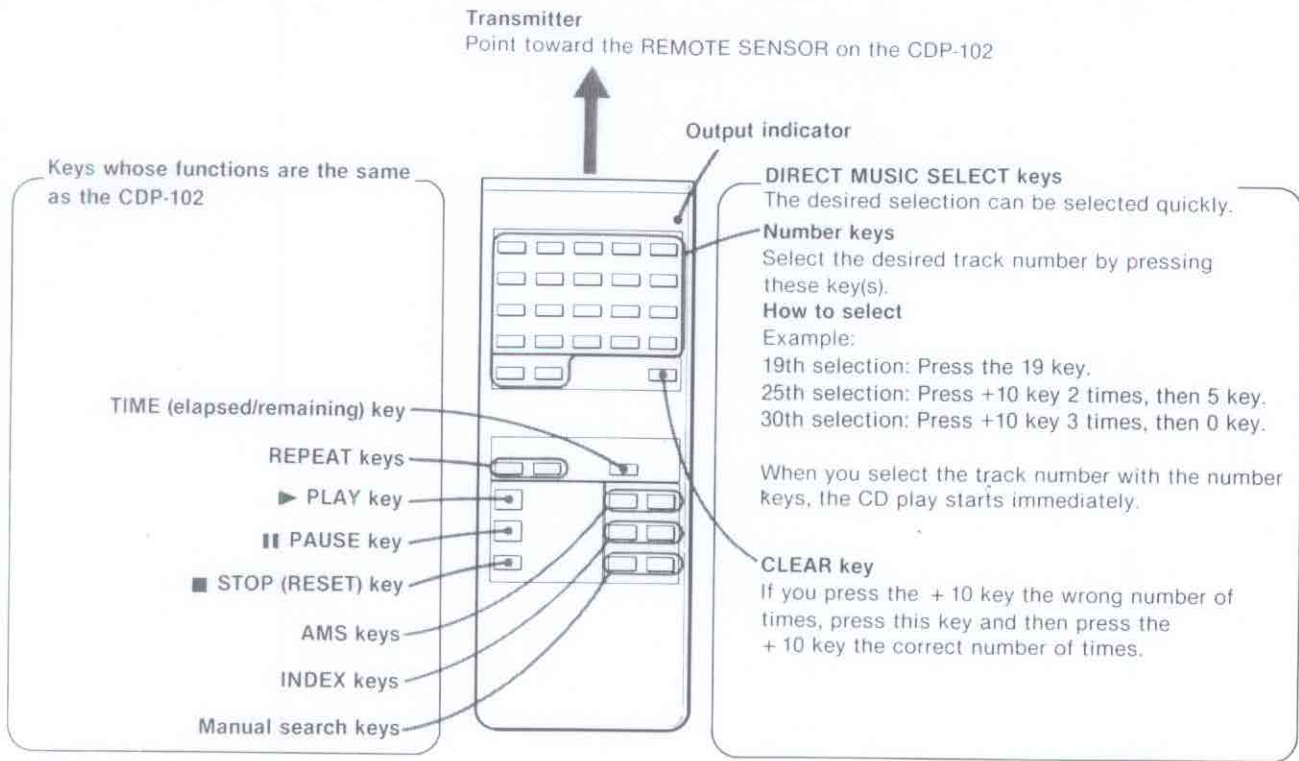 Transmitter
Point toward the REMOTE SENSOR on the CDP-102
Output indicator
Keys whose functions are the same
as the CDP-102
TIME (elapsed/remaining) key
REPEAT keys
▶ PLAY key
▮▮ PAUSE key
■ STOP (RESET) key
AMS keys
INDEX keys
Manual search keys
DIRECT MUSIC SELECT keys
The desired selection can be selected quickly.
Number keys
Select the desired track number by pressing
these key(s).
How to select
Example:
19th selection: Press the 19 key.
25th selection: Press +10 key 2 times, then 5 key.
30th selection: Press +10 key 3 times, then 0 key.
When you select the track number with the number
keys, the CD play starts immediately.
CLEAR key
If you press the + 10 key the wrong number of
times, press this key and then press the
+ 10 key the correct number of times.